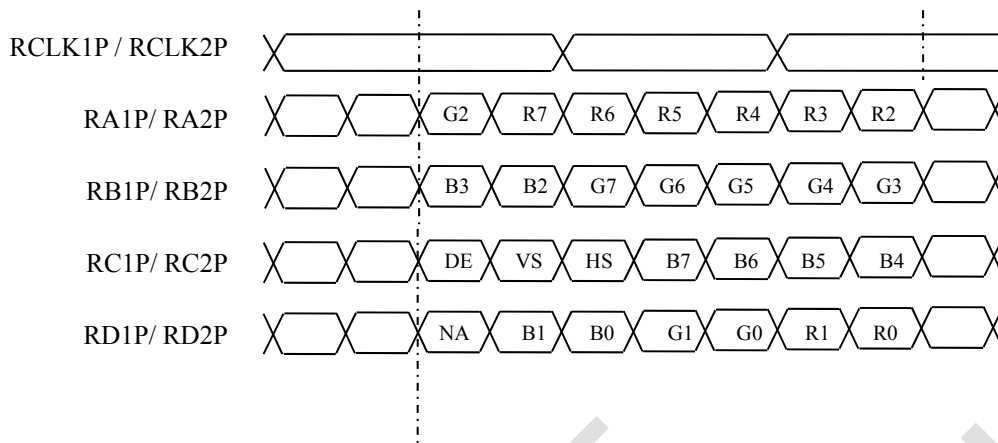 RCLK1P / RCLK2P
RA1P/ RA2P G2 R7 R6 R5 R4 R3 R2
RB1P/ RB2P B3 B2 G7 G6 G5 G4 G3
RC1P/ RC2P DE VS HS B7 B6 B5 B4
RD1P/ RD2P NA B1 B0 G1 G0 R1 R0